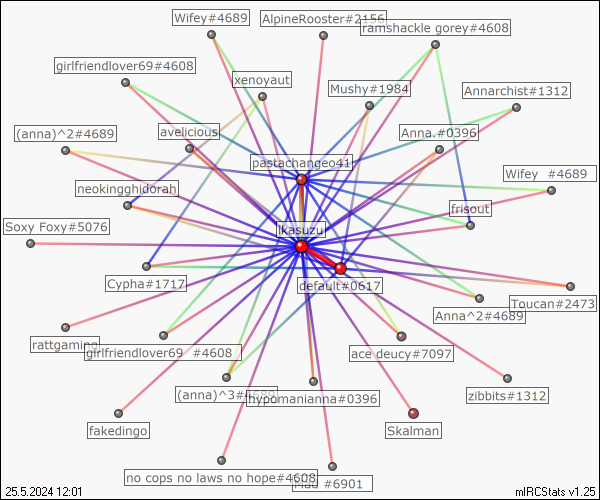 Wifey#4689
AlpineRooster#2156
ramshackle gorey#4608
girlfriendlover69#4608
xenoyaut
Mushy#1984
Annarchist#1312
(anna)^2#4689
avelicious
Anna.#0396
pastachangeo41
Wifey #4689
neokingghidorah
frisout
Soxy Foxy#5076
ikasuzu
Cypha#1717
default#0617
Toucan#2473
Anna^2#4689
rattgaming
girlfriendlover69 #4608
ace deucy#7097
(anna)^3#4689
hypomanianna#0396
zibbits#1312
fakedingo
Skalman
no cops no laws no hope#4608
Mad #6901
25.5.2024 12:01
mIRCStats v1.25